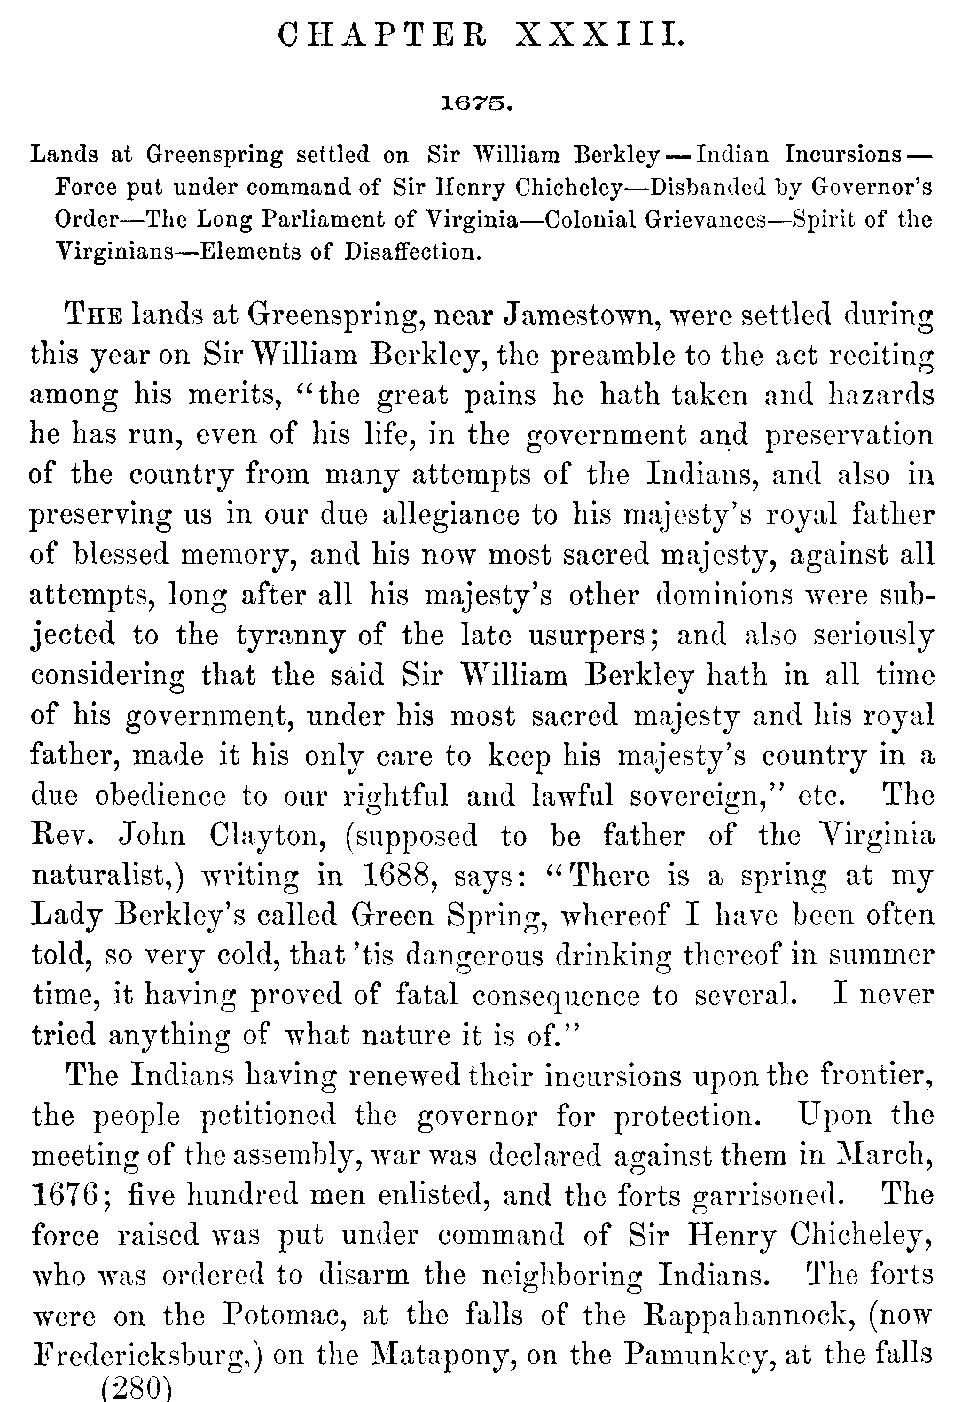 CHAPTER XXXIII.
1675.
Lands at Greenspring settled on Sir William Berkley—Indian Incursions—
Force put under command of Sir Henry Chicheley—Disbanded by Governor's
Order—The Long Parliament of Virginia—Colonial Grievances—Spirit of the
Virginians—Elements of Disaffection.
THE lands at Greenspring, near Jamestown, were settled during
this year on Sir William Berkley, the preamble to the act reciting
among his merits, "the great pains he hath taken and hazards
he has run, even of his life, in the government and preservation
of the country from many attempts of the Indians, and also in
preserving us in our due allegiance to his majesty's royal father
of blessed memory, and his now most sacred majesty, against all
attempts, long after all his majesty's other dominions were sub-
jected to the tyranny of the late usurpers; and also seriously
considering that the said Sir William Berkley hath in all time
of his government, under his most sacred majesty and his royal
father, made it his only care to keep his majesty's country in a
due obedience to our rightful and lawful sovereign," etc. The
Rev. John Clayton, (supposed to be father of the Virginia
naturalist,) writing in 1688, says: "There is a spring at my
Lady Berkley's called Green Spring, whereof I have been often
told, so very cold, that 'tis dangerous drinking thereof in summer
time, it having proved of fatal consequence to several. I never
tried anything of what nature it is of."
The Indians having renewed their incursions upon the frontier,
the people petitioned the governor for protection. Upon the
meeting of the assembly, war was declared against them in March,
1676; five hundred men enlisted, and the forts garrisoned. The
force raised was put under command of Sir Henry Chicheley,
who was ordered to disarm the neighboring Indians. The forts
were on the Potomac, at the falls of the Rappahannock, (now
Fredericksburg,) on the Matapony, on the Pamunkey, at the falls
(280)